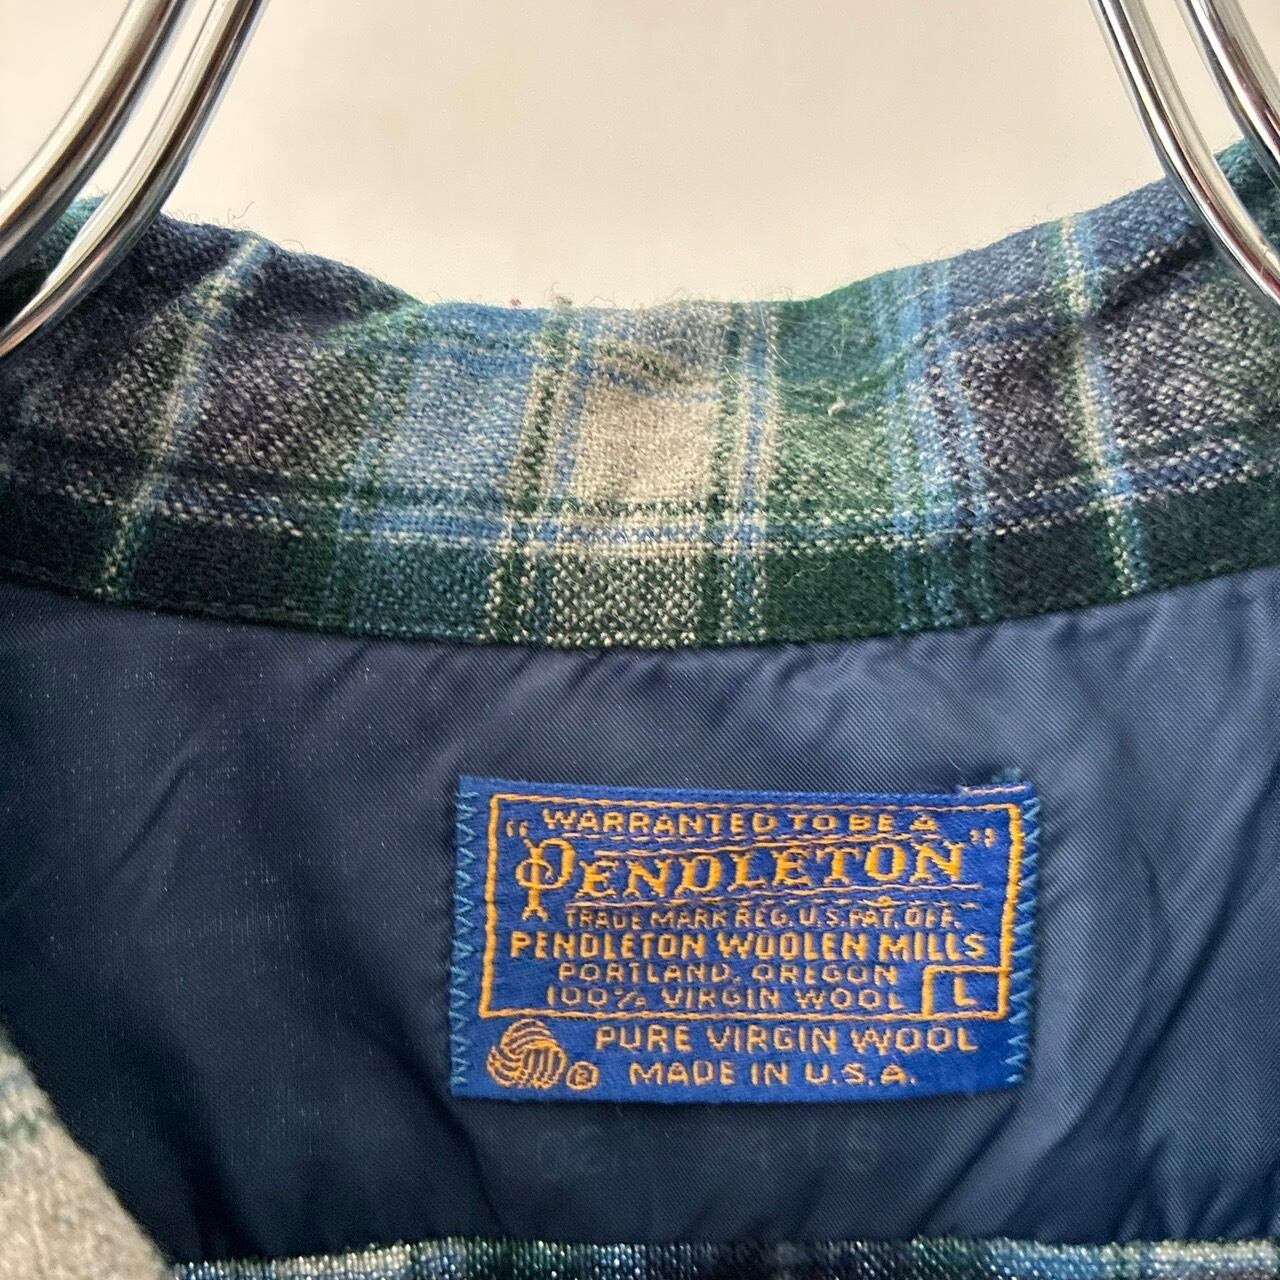 WARRANTED TO BE A
"PENDLETON"
TRADE MARK REG. U.S. PAT. OFF.
PENDLETON WOOLEN MILLS
PORTLAND, OREGON
100% VIRGIN WOOL L
PURE VIRGIN WOOL
® MADE IN U.S.A.